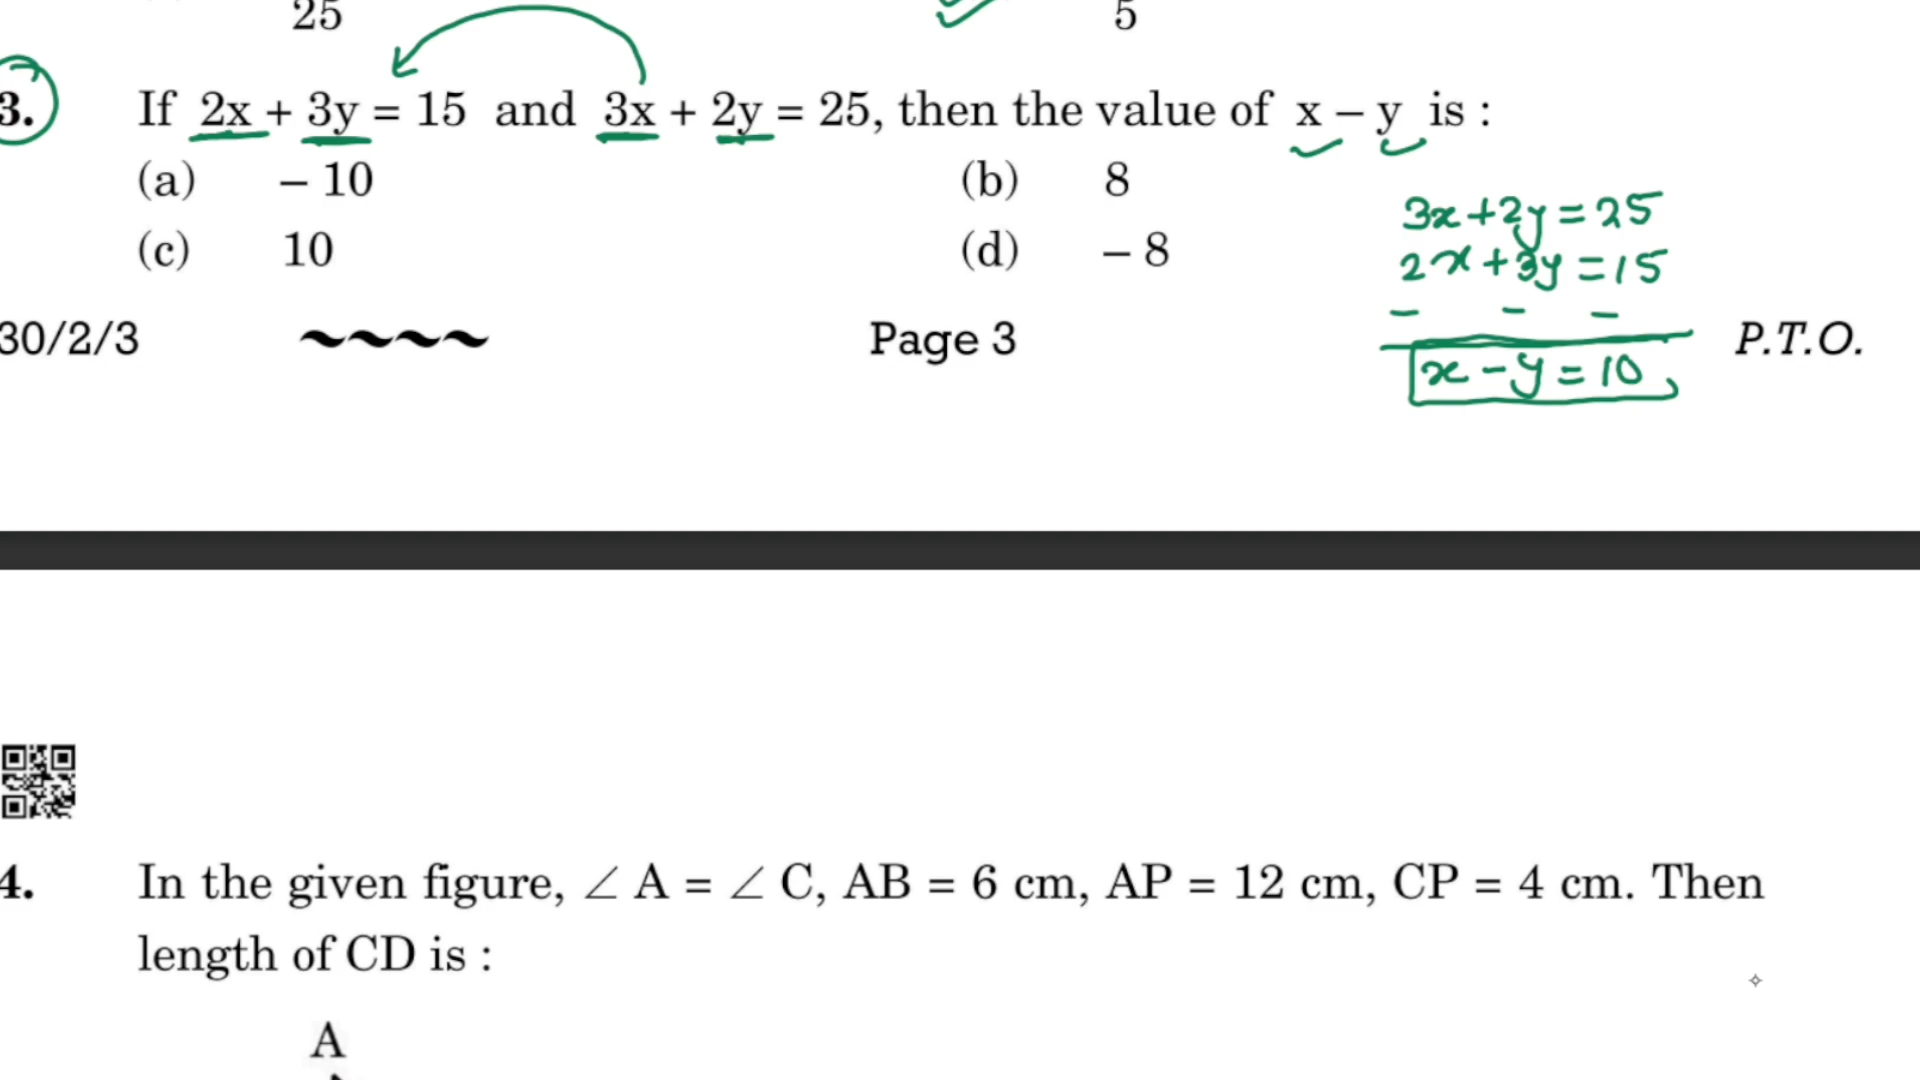 25 5
3. If 2x + 3y = 15 and 3x + 2y = 25, then the value of x – y is :
(a) – 10 (b) 8
(c) 10 (d) – 8
3x+2y=25
2x+3y=15
- - -
x-y=10,
30/2/3 ~~~~ Page 3 P.T.O.
4. In the given figure, ∠ A = ∠ C, AB = 6 cm, AP = 12 cm, CP = 4 cm. Then
length of CD is :
A